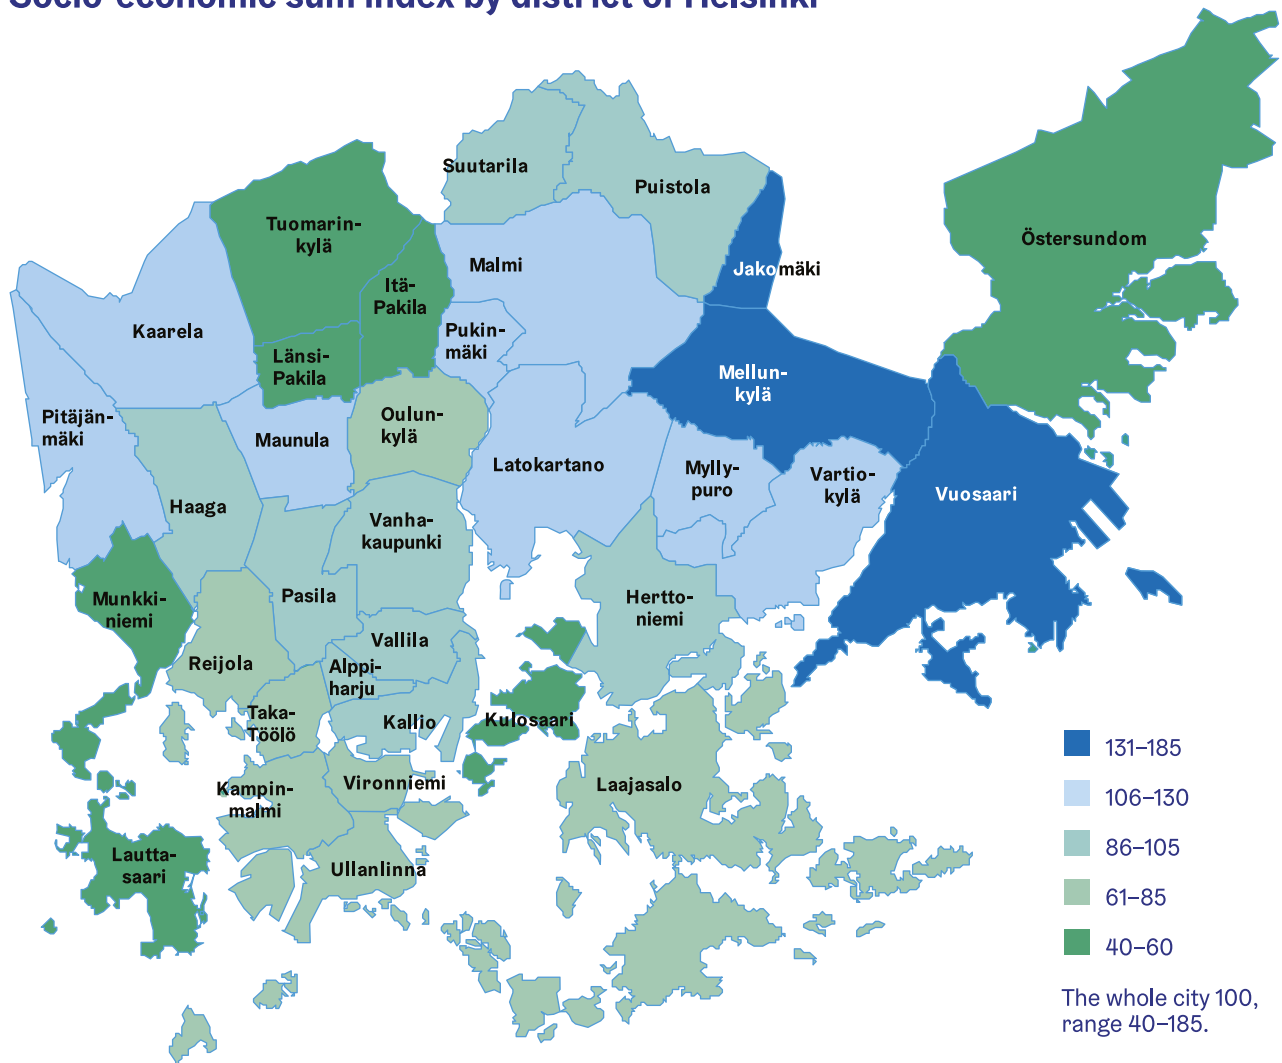 Socio-economic sum index by district of Helsinki
Suutarila
Puistola
Tuomarin-
kylä
Östersundom
Malmi
Jakomäki
Itä-
Pakila
Kaarela
Pukin-
mäki
Länsi-
Pakila
Mellun-
kylä
Pitäjän-
mäki
Maunula
Oulun-
kylä
Latokartano
Mylly-
puro
Vartio-
kylä
Vuosaari
Haaga
Vanha-
kaupunki
Munkki-
niemi
Pasila
Hertto-
niemi
Vallila
Reijola
Alppi-
harju
Taka-
Töölö
Kallio
Kulosaari
Kampin-
malmi
Vironniemi
Laajasalo
Lautta-
saari
Ullanlinna
131–185
106–130
86–105
61–85
40–60
The whole city 100,
range 40–185.